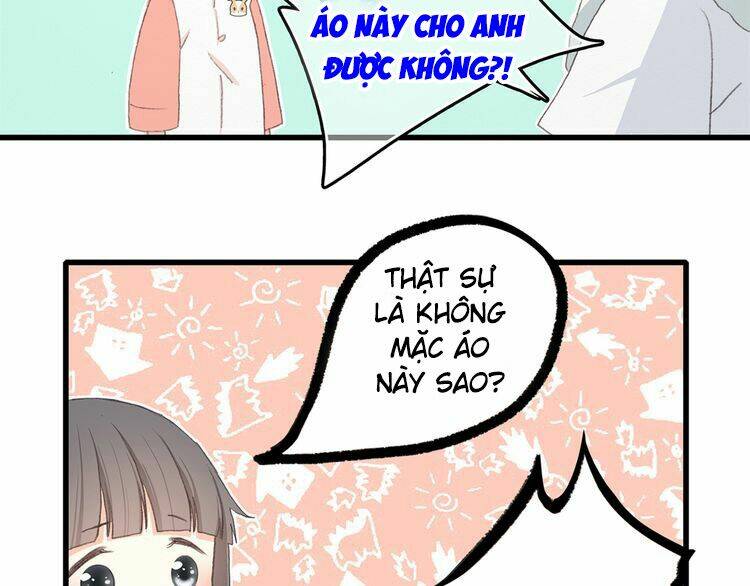 ÁO NÀY CHO ANH
ĐƯỢC KHÔNG?!
THẬT SỰ
LÀ KHÔNG
MẶC ÁO
NÀY SAO?